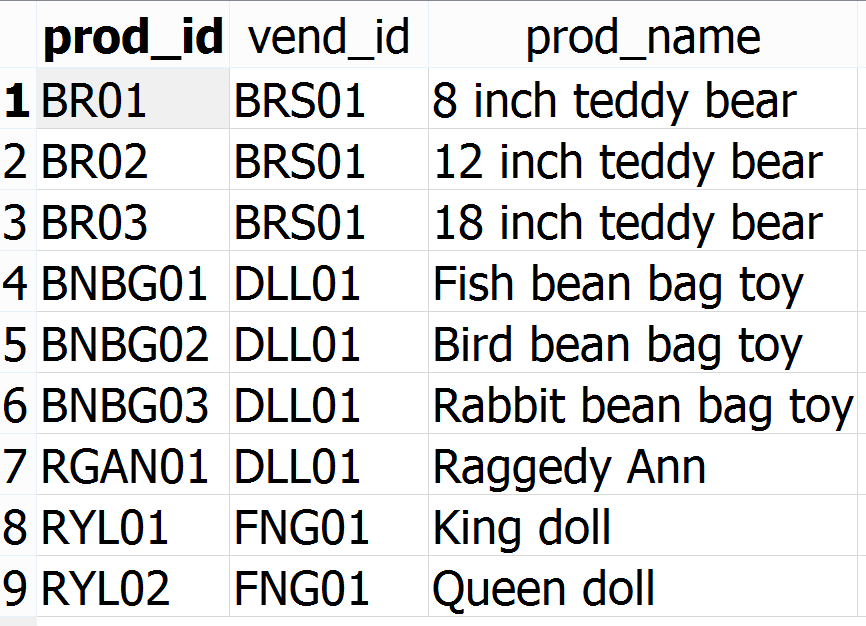 prod_id vend_id prod_name
1 BR01 BRS01 8 inch teddy bear
2 BR02 BRS01 12 inch teddy bear
3 BR03 BRS01 18 inch teddy bear
4 BNBG01 DLL01 Fish bean bag toy
5 BNBG02 DLL01 Bird bean bag toy
6 BNBG03 DLL01 Rabbit bean bag toy
7 RGAN01 DLL01 Raggedy Ann
8 RYL01 FNG01 King doll
9 RYL02 FNG01 Queen doll